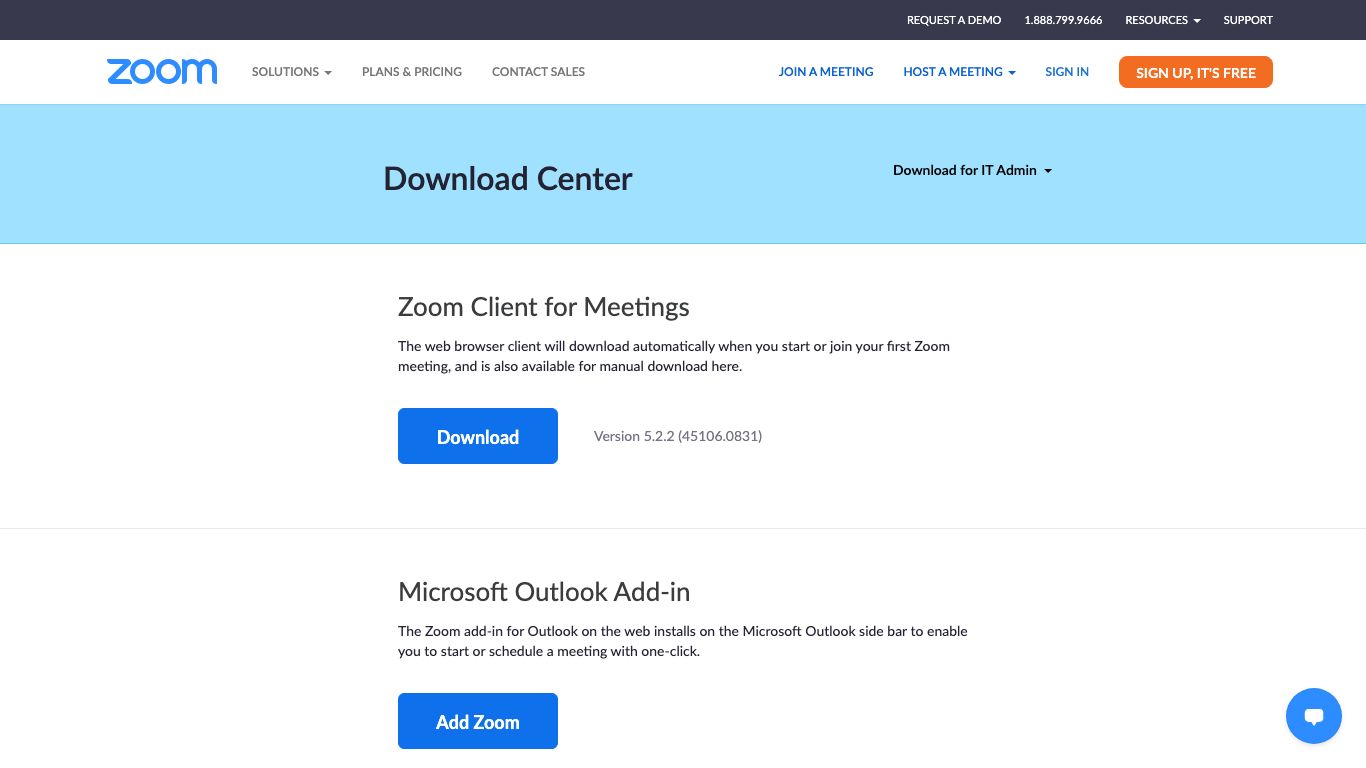 REQUEST A DEMO 1.888.799.9666 RESOURCES SUPPORT
zoom SOLUTIONS PLANS & PRICING CONTACT SALES JOIN A MEETING HOST A MEETING SIGN IN SIGN UP, IT'S FREE
Download Center Download for IT Admin
Zoom Client for Meetings
The web browser client will download automatically when you start or join your first Zoom
meeting, and is also available for manual download here.
Download Version 5.2.2 (45106.0831)
Microsoft Outlook Add-in
The Zoom add-in for Outlook on the web installs on the Microsoft Outlook side bar to enable
you to start or schedule a meeting with one-click.
Add Zoom